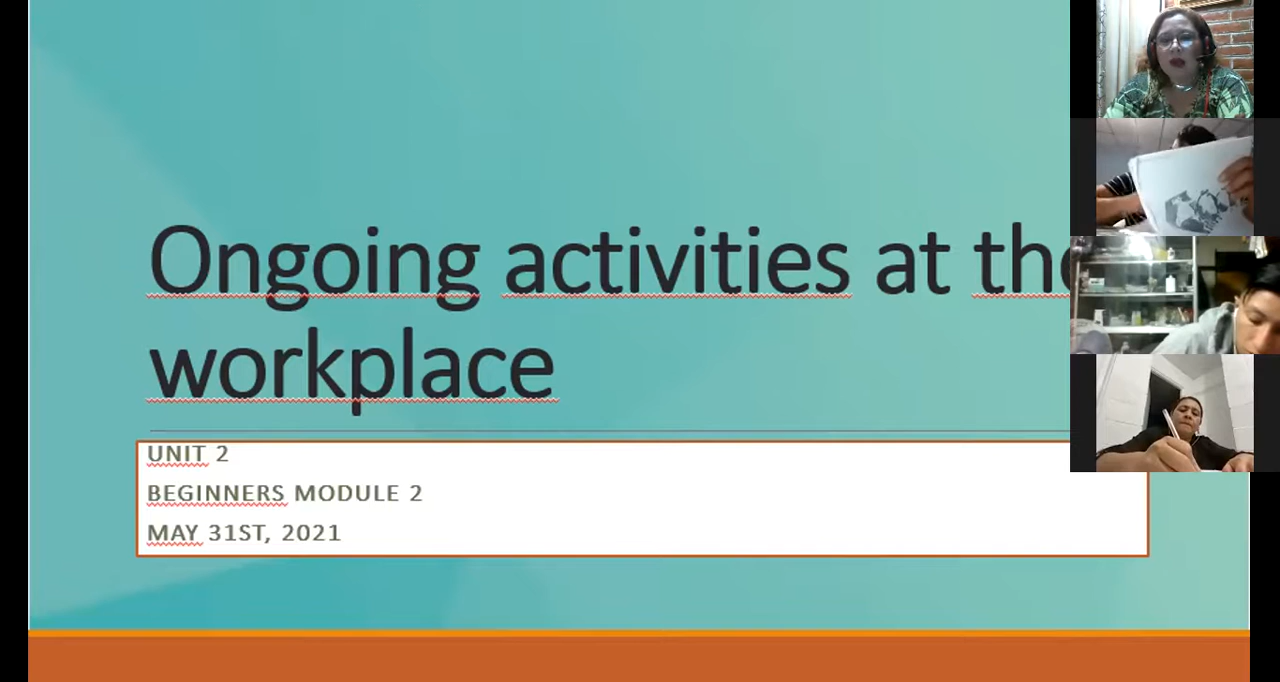 Ongoing activities at the
workplace
UNIT 2
BEGINNERS MODULE 2
MAY 31ST, 2021